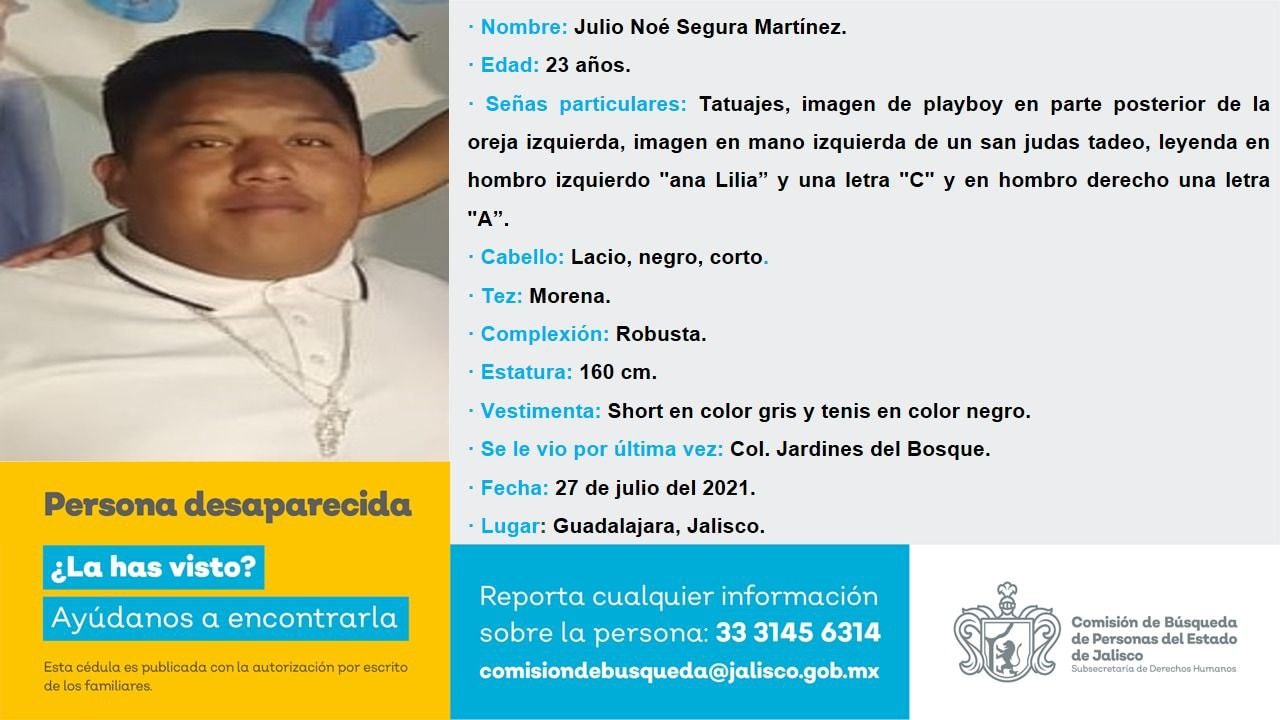 · Nombre: Julio Noé Segura Martínez.
· Edad: 23 años.
· Señas particulares: Tatuajes, imagen de playboy en parte posterior de la
oreja izquierda, imagen en mano izquierda de un san judas tadeo, leyenda en
hombro izquierdo "ana Lilia” y una letra "C" y en hombro derecho una letra
"A”.
· Cabello: Lacio, negro, corto.
· Tez: Morena.
· Complexión: Robusta.
· Estatura: 160 cm.
· Vestimenta: Short en color gris y tenis en color negro.
· Se le vio por última vez: Col. Jardines del Bosque.
· Fecha: 27 de julio del 2021.
· Lugar: Guadalajara, Jalisco.
Persona desaparecida
¿La has visto?
Ayúdanos a encontrarla
Esta cédula es publicada con la autorización por escrito
de los familiares.
Reporta cualquier información
sobre la persona: 33 3145 6314
comisiondebusqueda@jalisco.gob.mx
Comisión de Búsqueda
de Personas del Estado
de Jalisco
Subsecretaría de Derechos Humanos